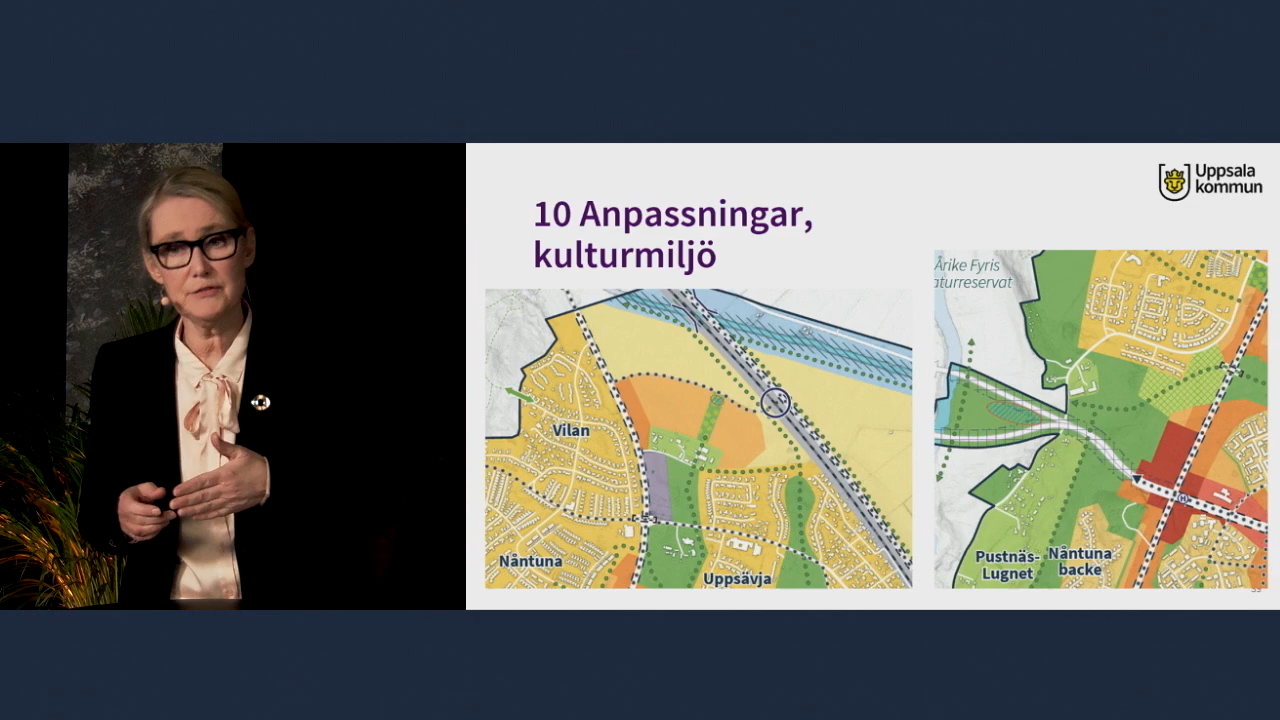 Uppsala
kommun
10 Anpassningar,
kulturmiljö
Vilan
Nåntuna
Uppsävja
Årike Fyris
aturreservat
Pustnäs-
Lugnet
Nåntuna
backe